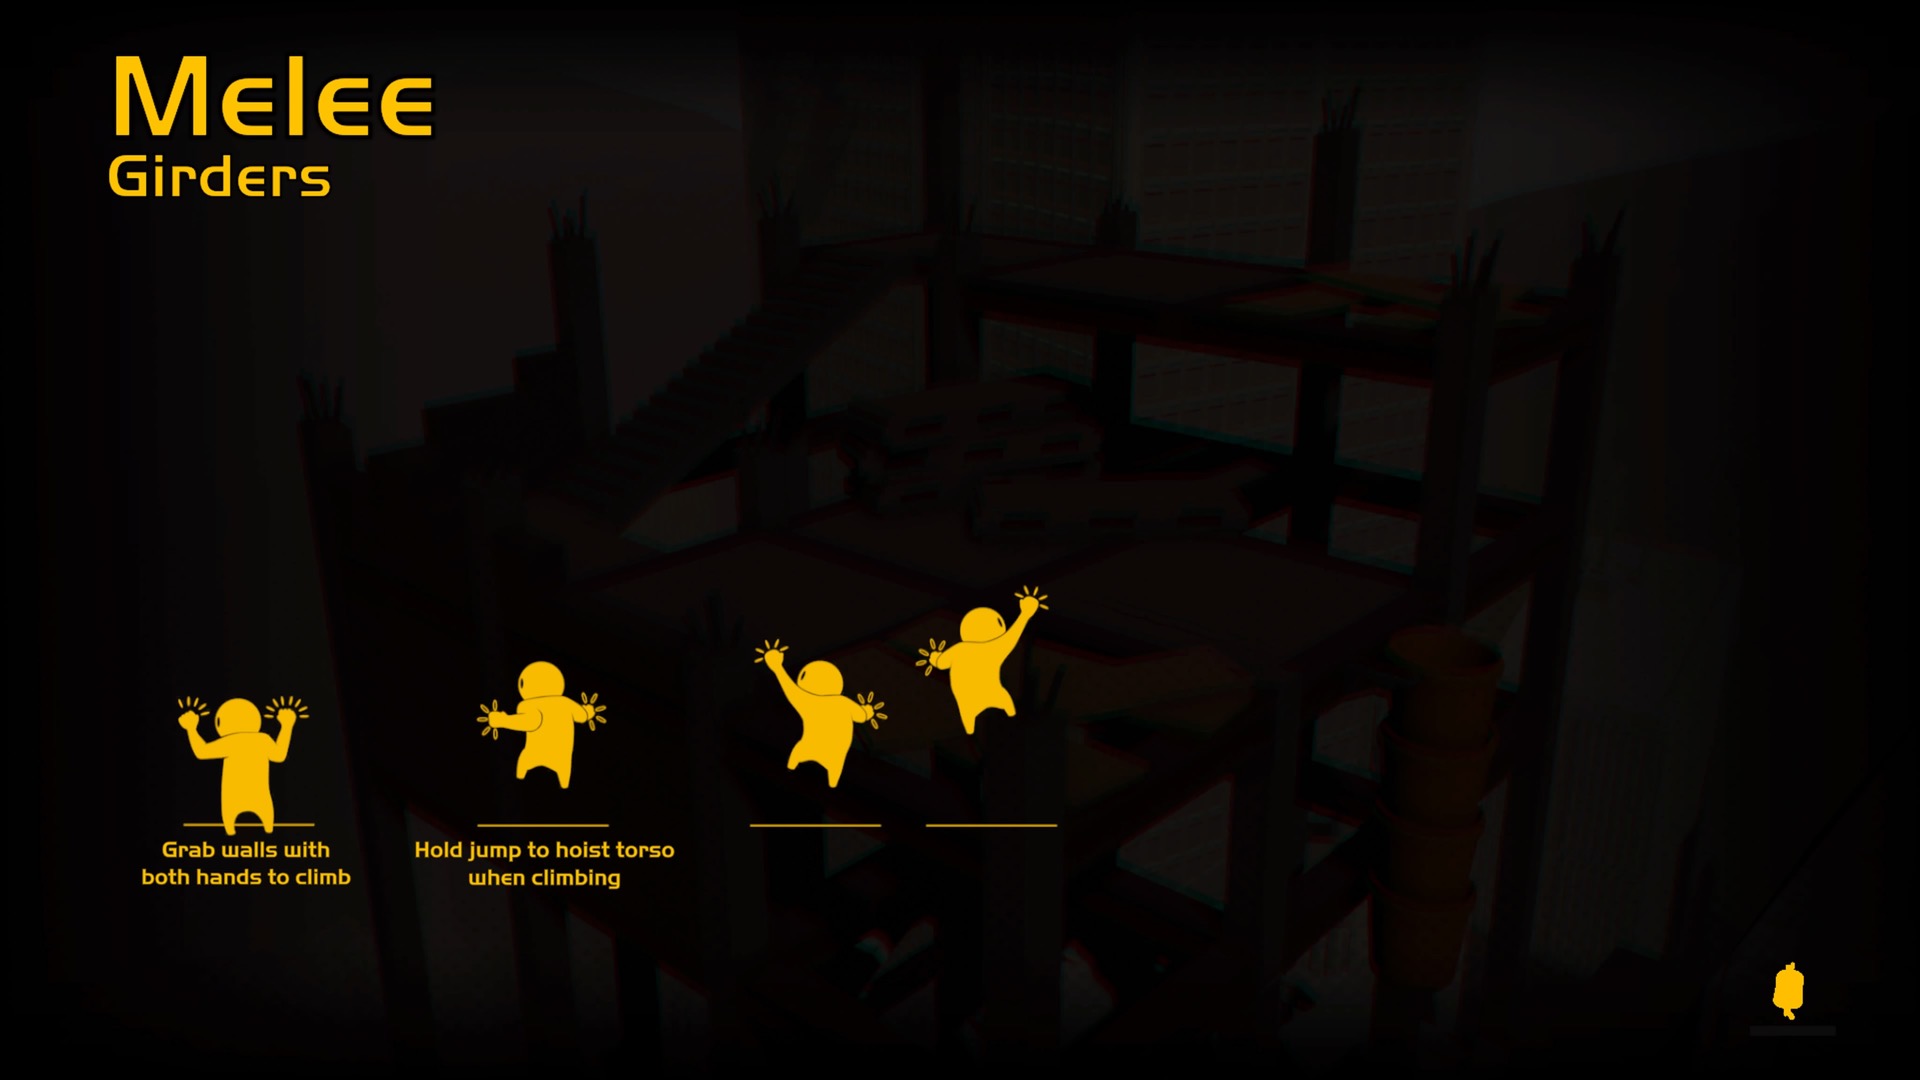 Melee
Girders
Grab walls with
both hands to climb
Hold jump to hoist torso
when climbing